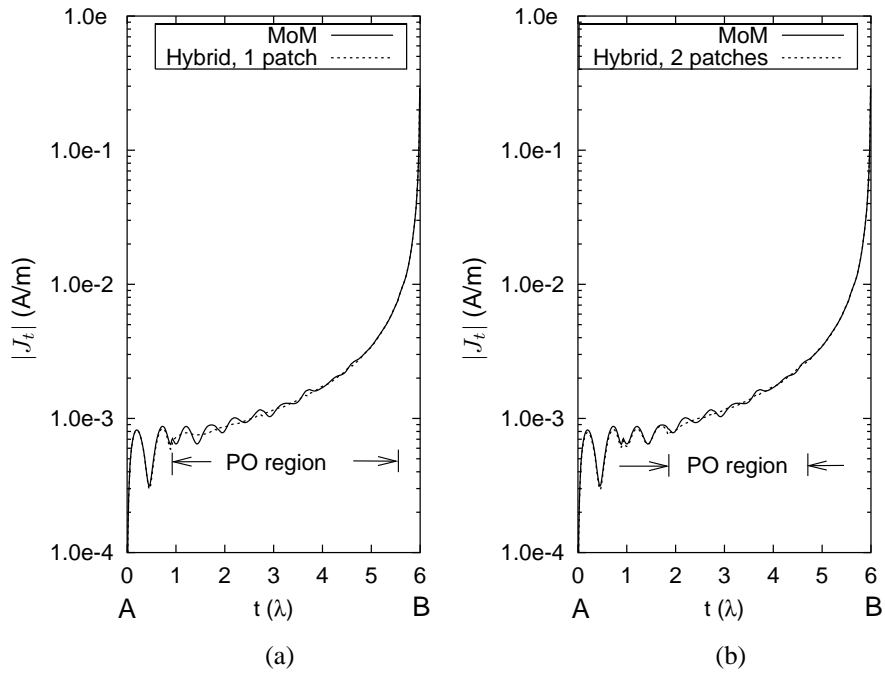 1.0e
1.0e-1
1.0e-2
1.0e-3
1.0e-4
|J_t| (A/m)
MoM
Hybrid, 1 patch
PO region
0 1 2 3 4 5 6
A t (λ) B
(a)
1.0e
1.0e-1
1.0e-2
1.0e-3
1.0e-4
|J_t| (A/m)
MoM
Hybrid, 2 patches
PO region
0 1 2 3 4 5 6
A t (λ) B
(b)